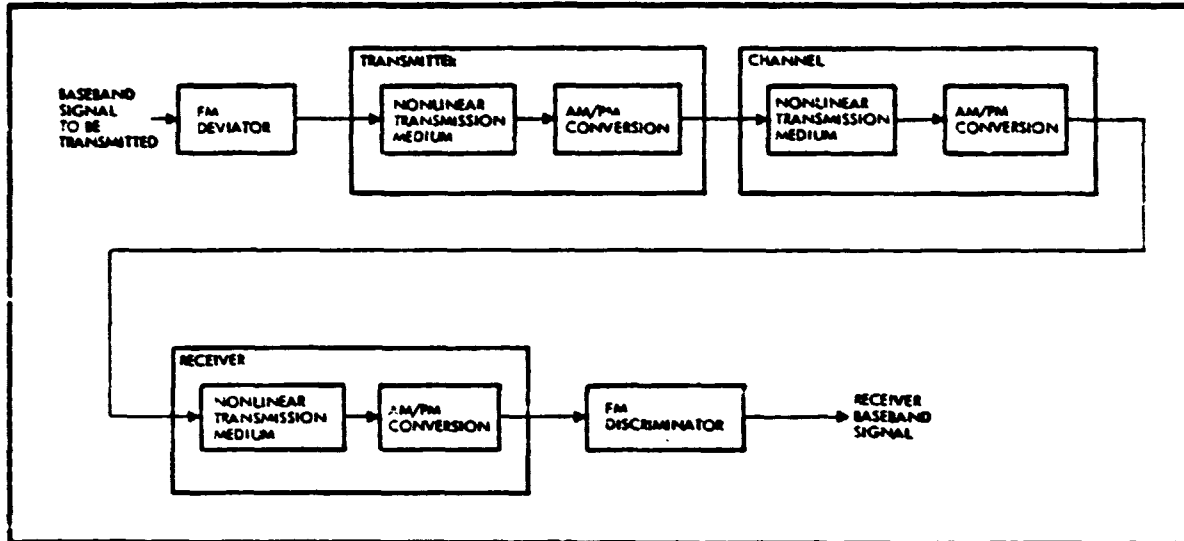 TRANSMITTER
CHANNEL
BASEBAND
SIGNAL
TO BE
TRANSMITTED
FM
DEVIATOR
NONLINEAR
TRANSMISSION
MEDIUM
AM/PM
CONVERSION
NONLINEAR
TRANSMISSION
MEDIUM
AM/PM
CONVERSION
RECEIVER
NONLINEAR
TRANSMISSION
MEDIUM
AM/PM
CONVERSION
FM
DISCRIMINATOR
RECEIVER
BASEBAND
SIGNAL